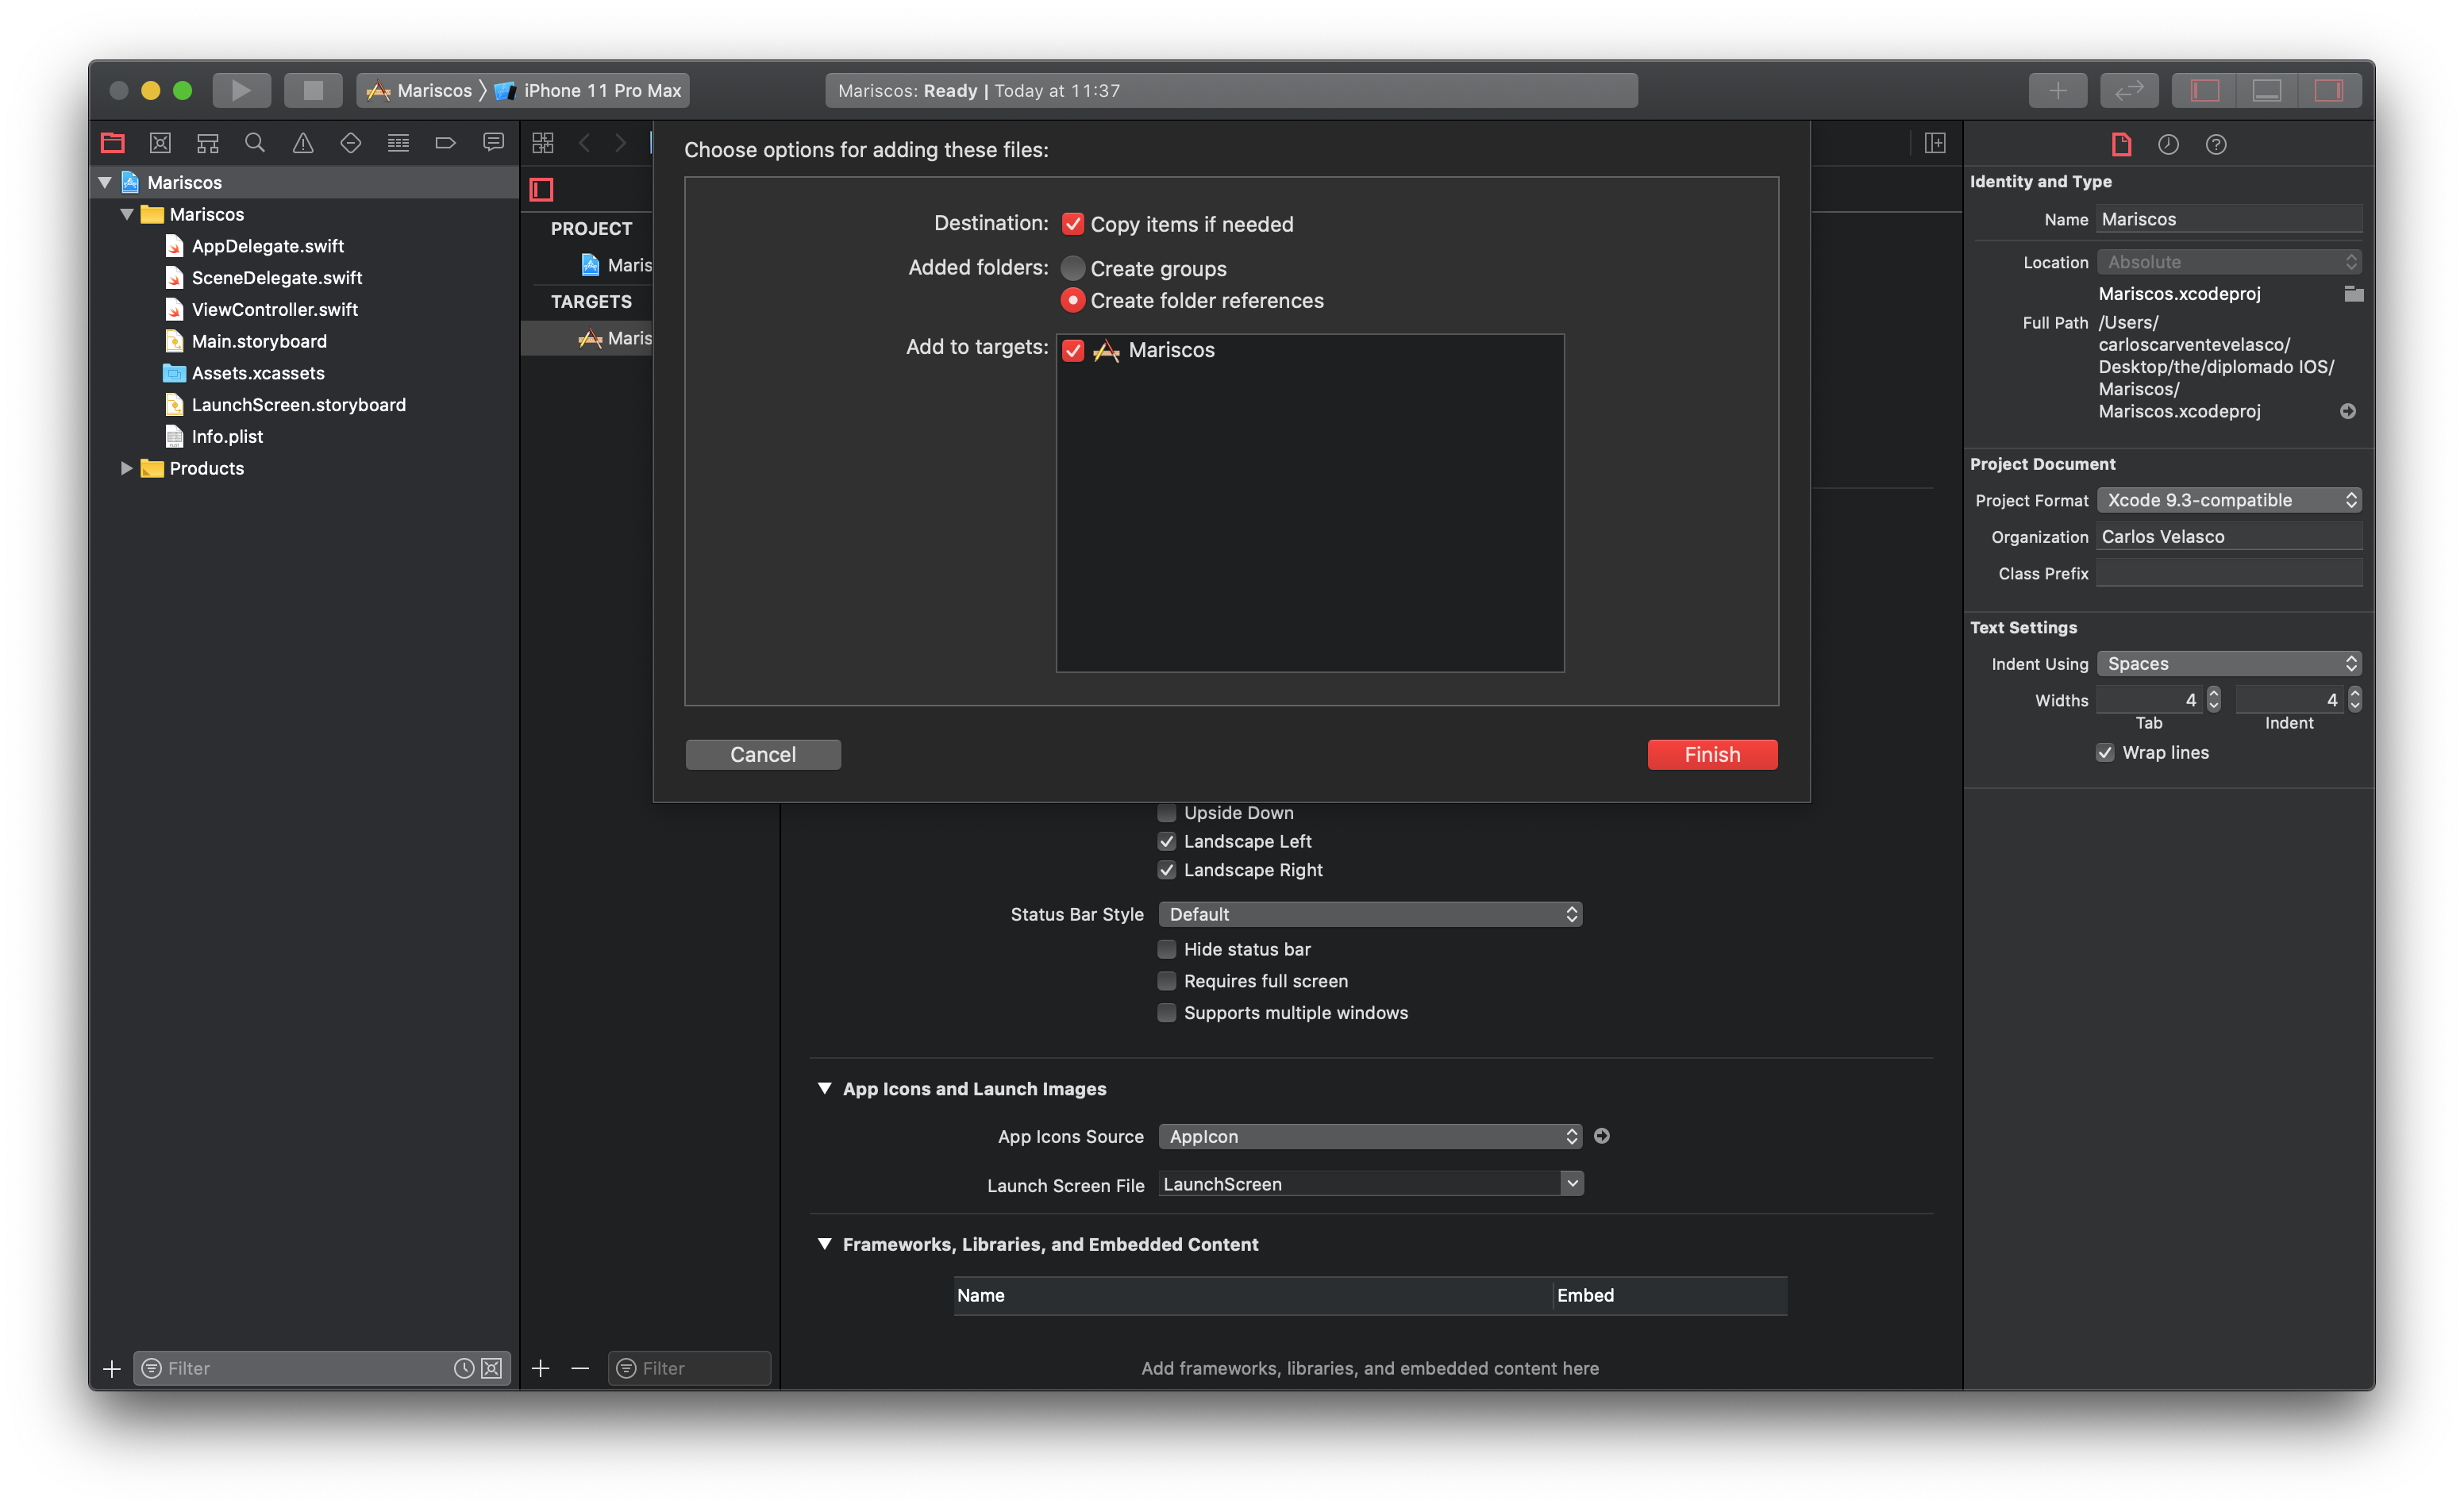 Mariscos
iPhone 11 Pro Max
Mariscos: Ready | Today at 11:37
Mariscos
Mariscos
AppDelegate.swift
SceneDelegate.swift
ViewController.swift
Main.storyboard
Assets.xcassets
LaunchScreen.storyboard
Info.plist
Products
Filter
PROJECT
Maris
TARGETS
Maris
Filter
Choose options for adding these files:
Destination: Copy items if needed
Added folders: Create groups
Create folder references
Add to targets: Mariscos
Cancel
Finish
Upside Down
Landscape Left
Landscape Right
Status Bar Style Default
Hide status bar
Requires full screen
Supports multiple windows
App Icons and Launch Images
App Icons Source AppIcon
Launch Screen File LaunchScreen
Frameworks, Libraries, and Embedded Content
Name Embed
Add frameworks, libraries, and embedded content here
Identity and Type
Name Mariscos
Location Absolute
Mariscos.xcodeproj
Full Path /Users/
carloscarventevelasco/
Desktop/the/diplomado IOS/
Mariscos/
Mariscos.xcodeproj
Project Document
Project Format Xcode 9.3-compatible
Organization Carlos Velasco
Class Prefix
Text Settings
Indent Using Spaces
Widths 4 4
Tab Indent
Wrap lines